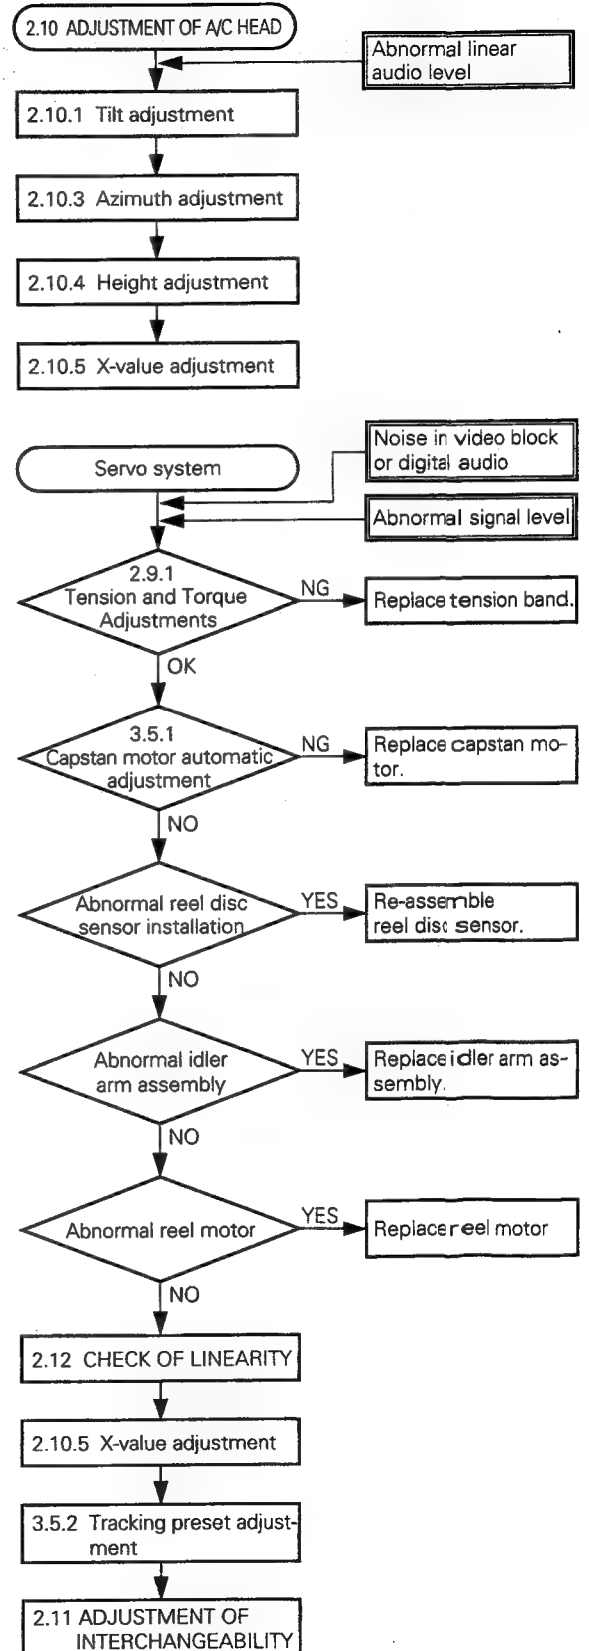 2.10 ADJUSTMENT OF A/C HEAD
Abnormal linear
audio level
2.10.1 Tilt adjustment
2.10.3 Azimuth adjustment
2.10.4 Height adjustment
2.10.5 X-value adjustment
Servo system
Noise in video block
or digital audio
Abnormal signal level
2.9.1
Tension and Torque
Adjustments
NG
Replace tension band.
OK
3.5.1
Capstan motor automatic
adjustment
NG
Replace capstan mo-
tor.
NO
Abnormal reel disc
sensor installation
YES
Re-assemble
reel disc sensor.
NO
Abnormal idler
arm assembly
YES
Replace idler arm as-
sembly.
NO
Abnormal reel motor
YES
Replace reel motor
NO
2.12 CHECK OF LINEARITY
2.10.5 X-value adjustment
3.5.2 Tracking preset adjust-
ment
2.11 ADJUSTMENT OF
INTERCHANGEABILITY